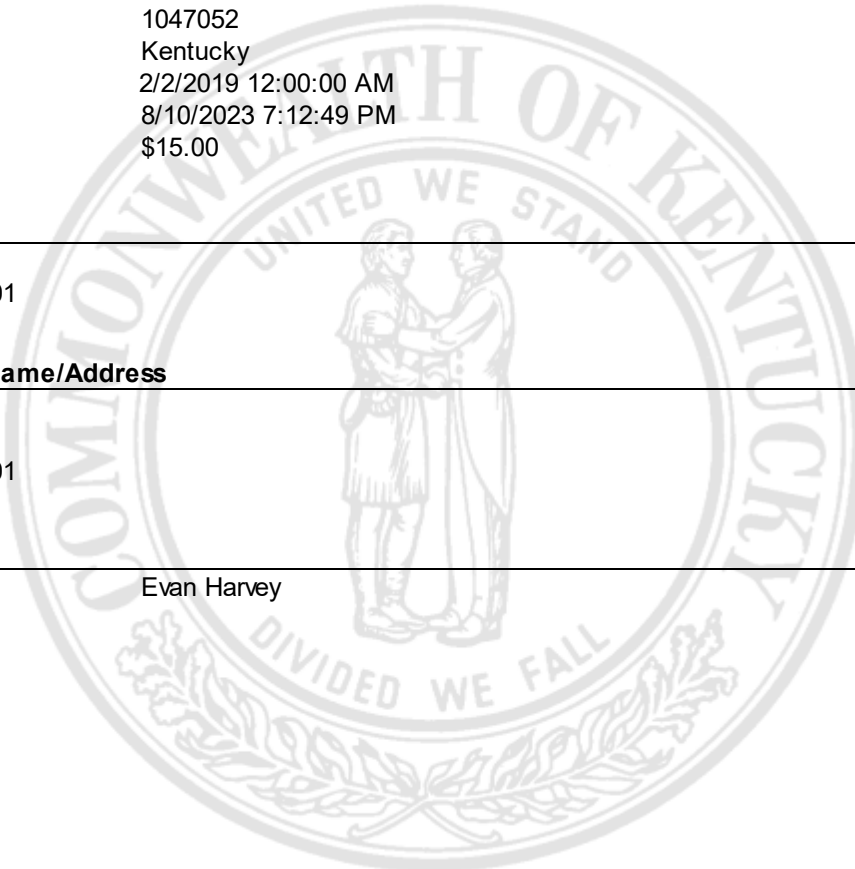 1047052
Kentucky
2/2/2019 12:00:00 AM
8/10/2023 7:12:49 PM
$15.00
COMMONWEALTH OF KENTUCKY
UNITED WE STAND
01
ame/Address
01
Evan Harvey
DIVIDED WE FALL